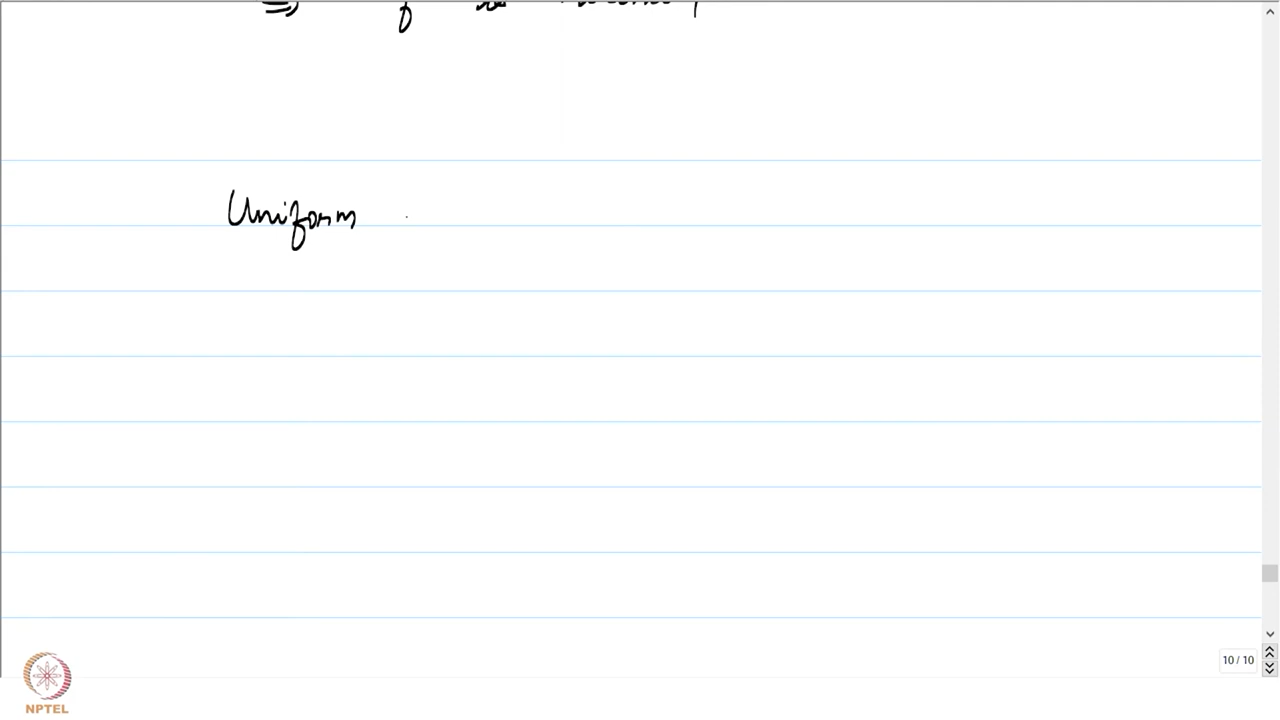 ⇒ f
Uniform
10 / 10
NPTEL